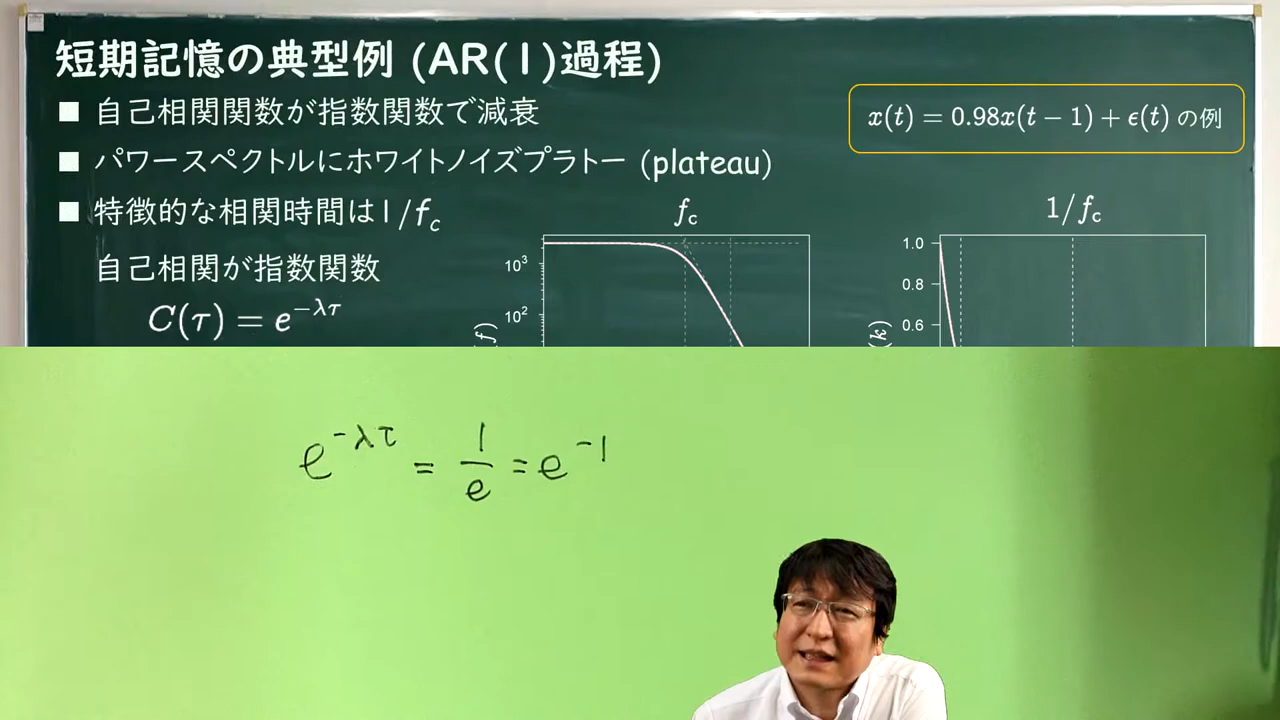 短期記憶の典型例 (AR(1)過程)
■ 自己相関関数が指数関数で減衰
x(t) = 0.98x(t − 1) + ϵ(t) の例
■ パワースペクトルにホワイトノイズプラトー (plateau)
■ 特徴的な相関時間は1/f_c
f_c
1/f_c
自己相関が指数関数
C(τ) = e^{−λτ}
10^3
10^2
f)
1.0
0.8
0.6
(k)
e^{-λτ} = 1/e = e^{-1}